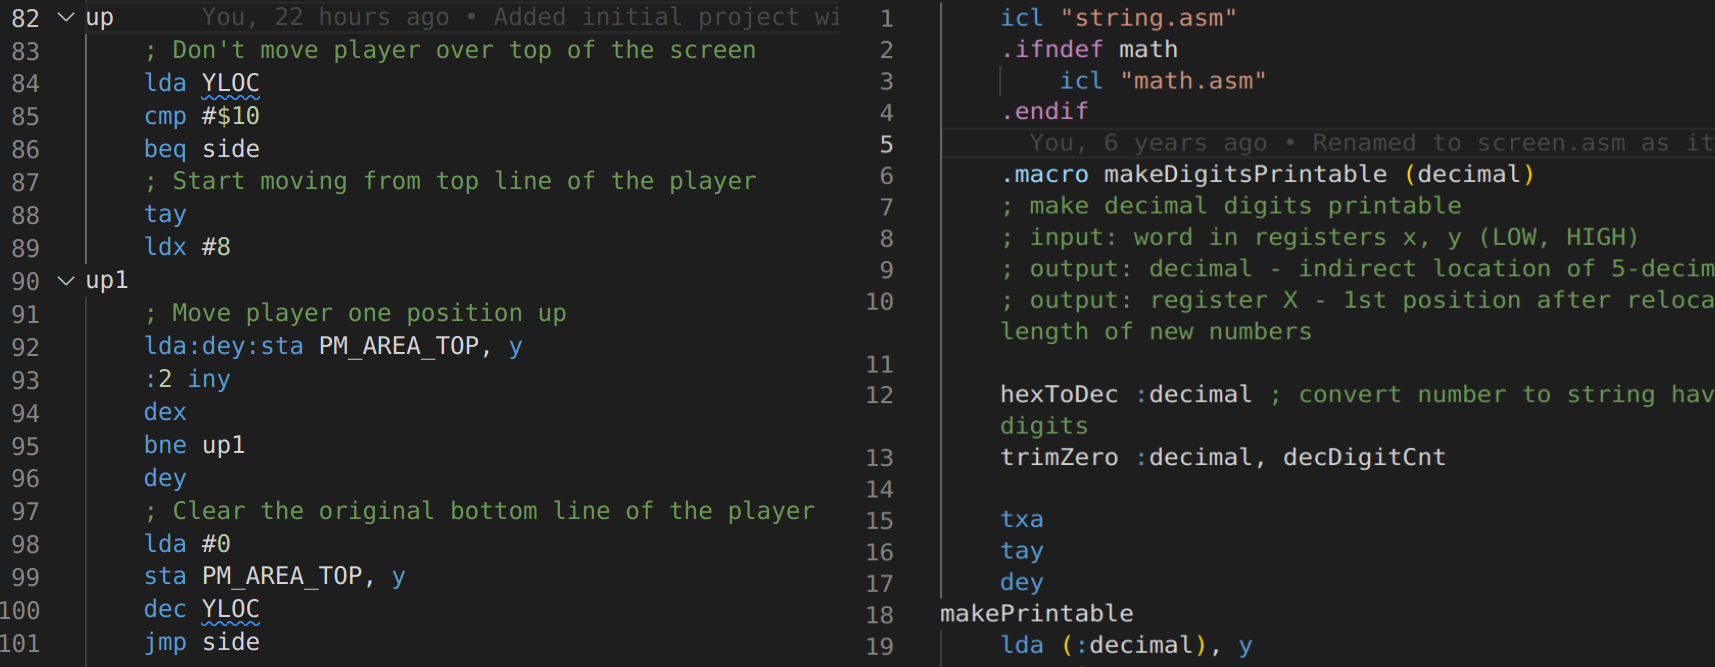 82 up You, 22 hours ago • Added initial project wi
83 ; Don't move player over top of the screen
84 lda YLOC
85 cmp #$10
86 beq side
87 ; Start moving from top line of the player
88 tay
89 ldx #8
90 up1
91 ; Move player one position up
92 lda:dey:sta PM_AREA_TOP, y
93 :2 iny
94 dex
95 bne up1
96 dey
97 ; Clear the original bottom line of the player
98 lda #0
99 sta PM_AREA_TOP, y
100 dec YLOC
101 jmp side
1 icl "string.asm"
2 .ifndef math
3 icl "math.asm"
4 .endif
5 You, 6 years ago • Renamed to screen.asm as it
6 .macro makeDigitsPrintable (decimal)
7 ; make decimal digits printable
8 ; input: word in registers x, y (LOW, HIGH)
9 ; output: decimal - indirect location of 5-decim
10 ; output: register X - 1st position after reloca
length of new numbers
11
12 hexToDec :decimal ; convert number to string hav
digits
13 trimZero :decimal, decDigitCnt
14
15 txa
16 tay
17 dey
18 makePrintable
19 lda (:decimal), y